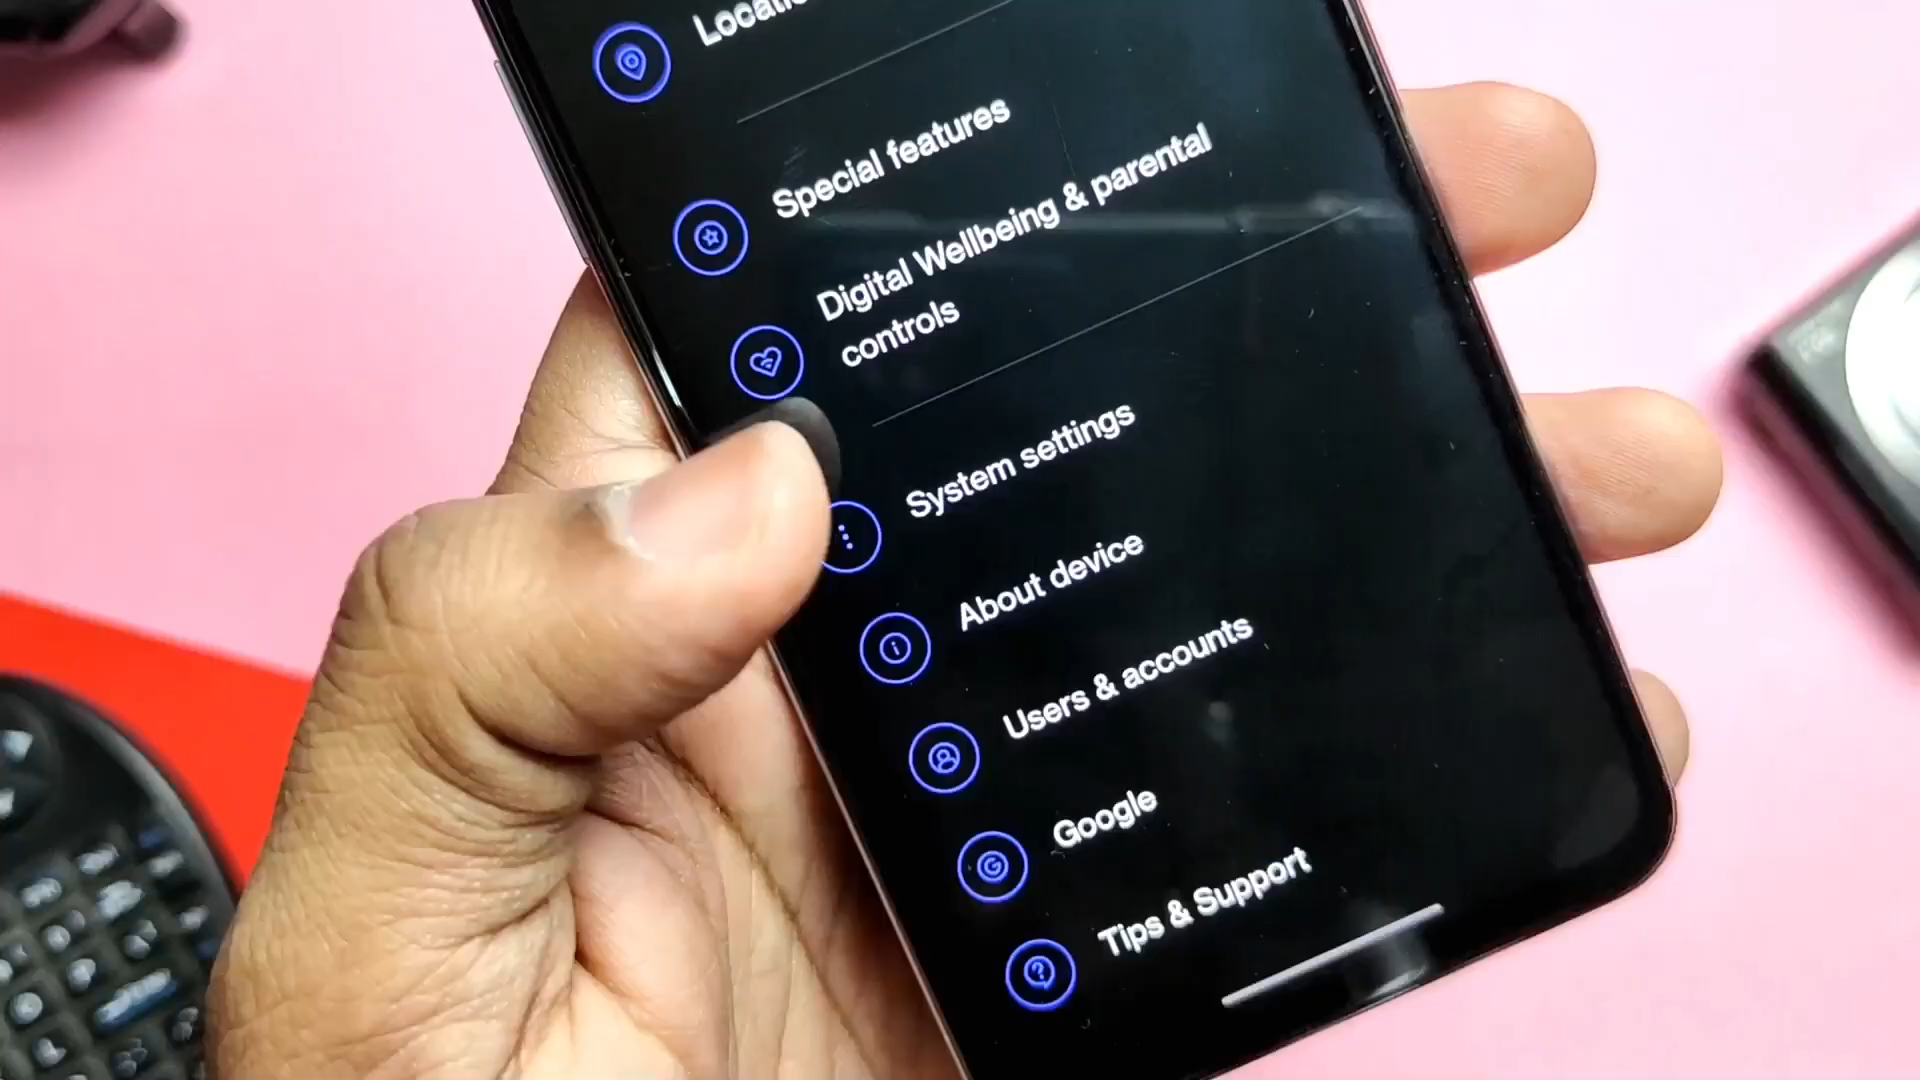 Special features
Digital Wellbeing & parental
controls
System settings
About device
Users & accounts
Google
Tips & Support